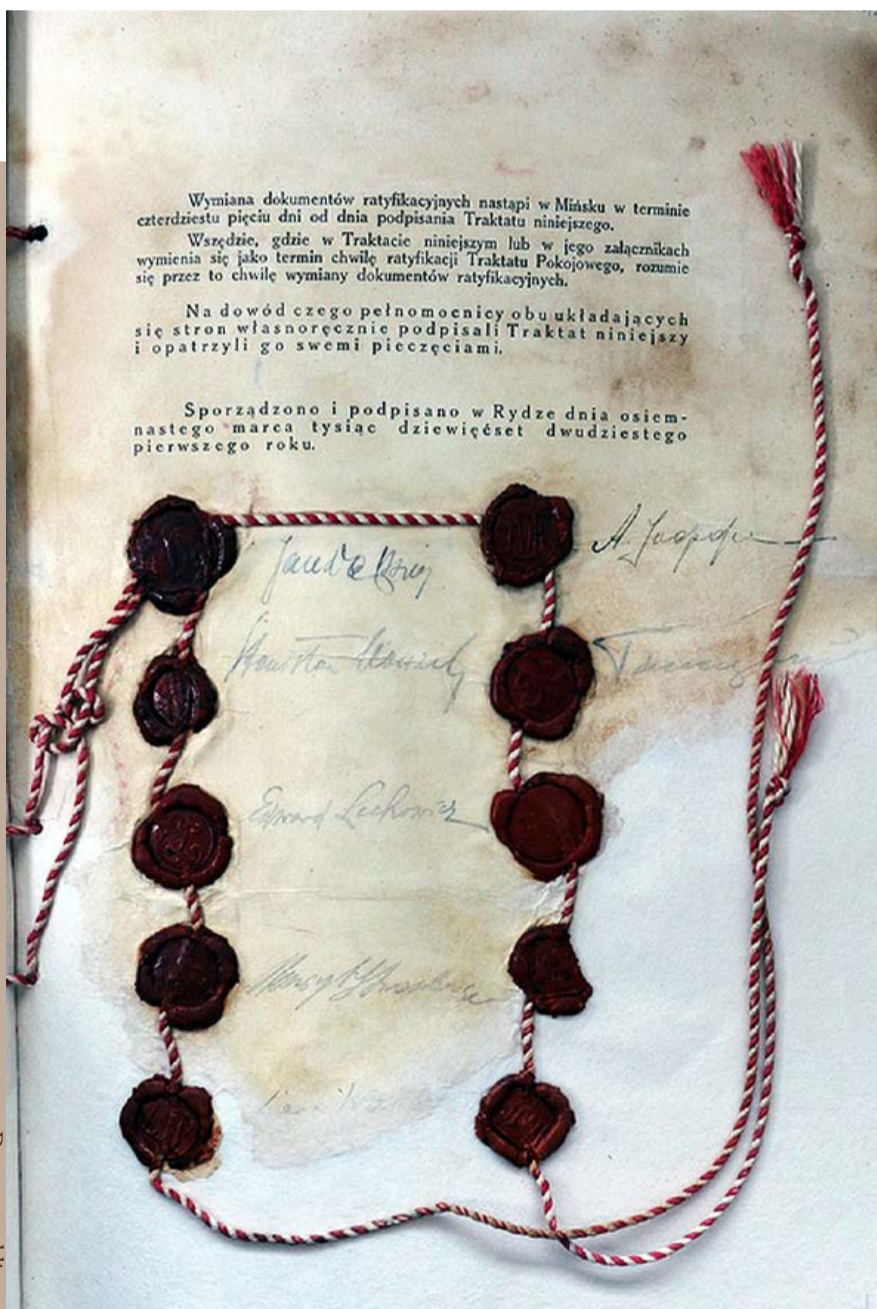 Wymiana dokumentów ratyfikacyjnych nastąpi w Mińsku w terminie
czterdziestu pięciu dni od dnia podpisania Traktatu niniejszego.
Wszędzie, gdzie w Traktacie niniejszym lub w jego załącznikach
wymienia się jako termin chwilę ratyfikacji Traktatu Pokojowego, rozumie
się przez to chwilę wymiany dokumentów ratyfikacyjnych.
Na dowód czego pełnomocnicy obu układających
się stron własnoręcznie podpisali Traktat niniejszy
i opatrzyli go swemi pieczęciami.
Sporządzono i podpisano w Rydze dnia osiem-
nastego marca tysiąc dziewięćset dwudziestego
pierwszego roku.
Edward Lechowicz